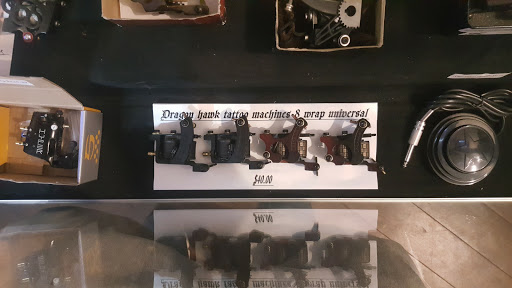 Dragon hawk tattoo machines 8 wrap universal
$40.00